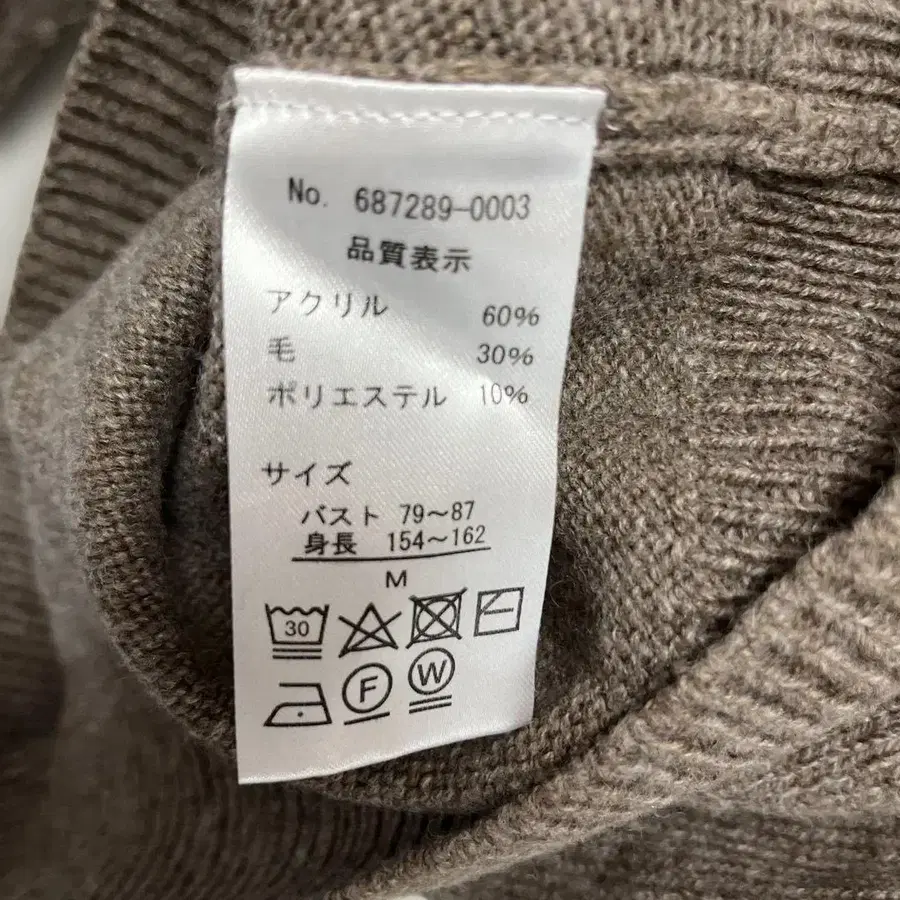 No. 687289-0003
品質表示
アクリル 60%
毛 30%
ポリエステル 10%
サイズ
バスト 79~87
身長 154~162
M
30
F W